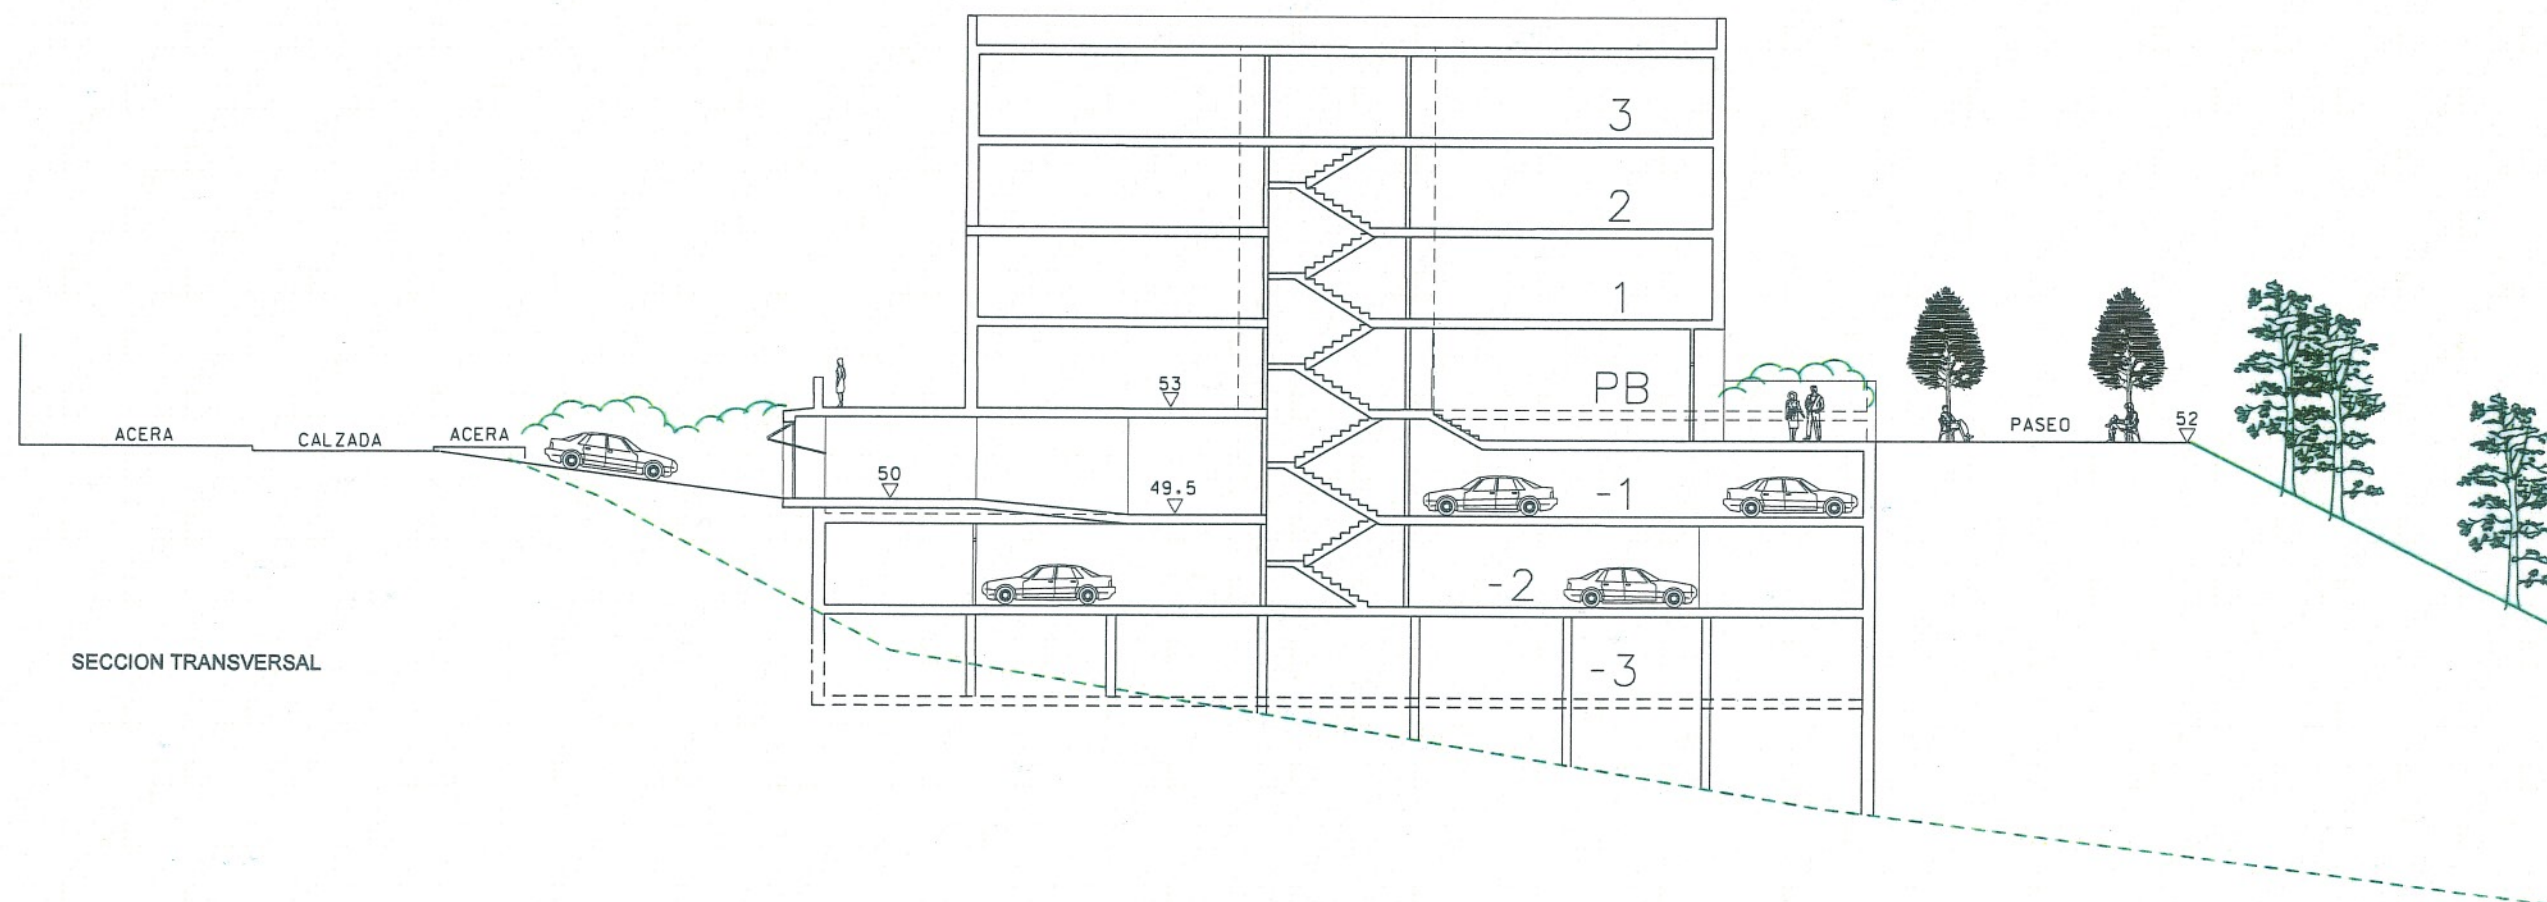 3
2
1
53
PB
ACERA
CALZADA
ACERA
PASEO
52
50
49.5
-1
-2
SECCION TRANSVERSAL
-3